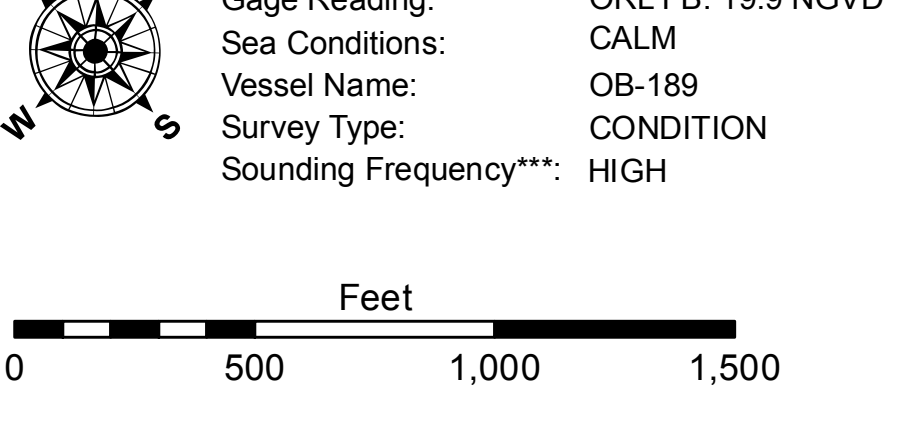 Gage Reading: 19.9 NGVD
Sea Conditions: CALM
Vessel Name: OB-189
Survey Type: CONDITION
Sounding Frequency***: HIGH
W S
Feet
0 500 1,000 1,500